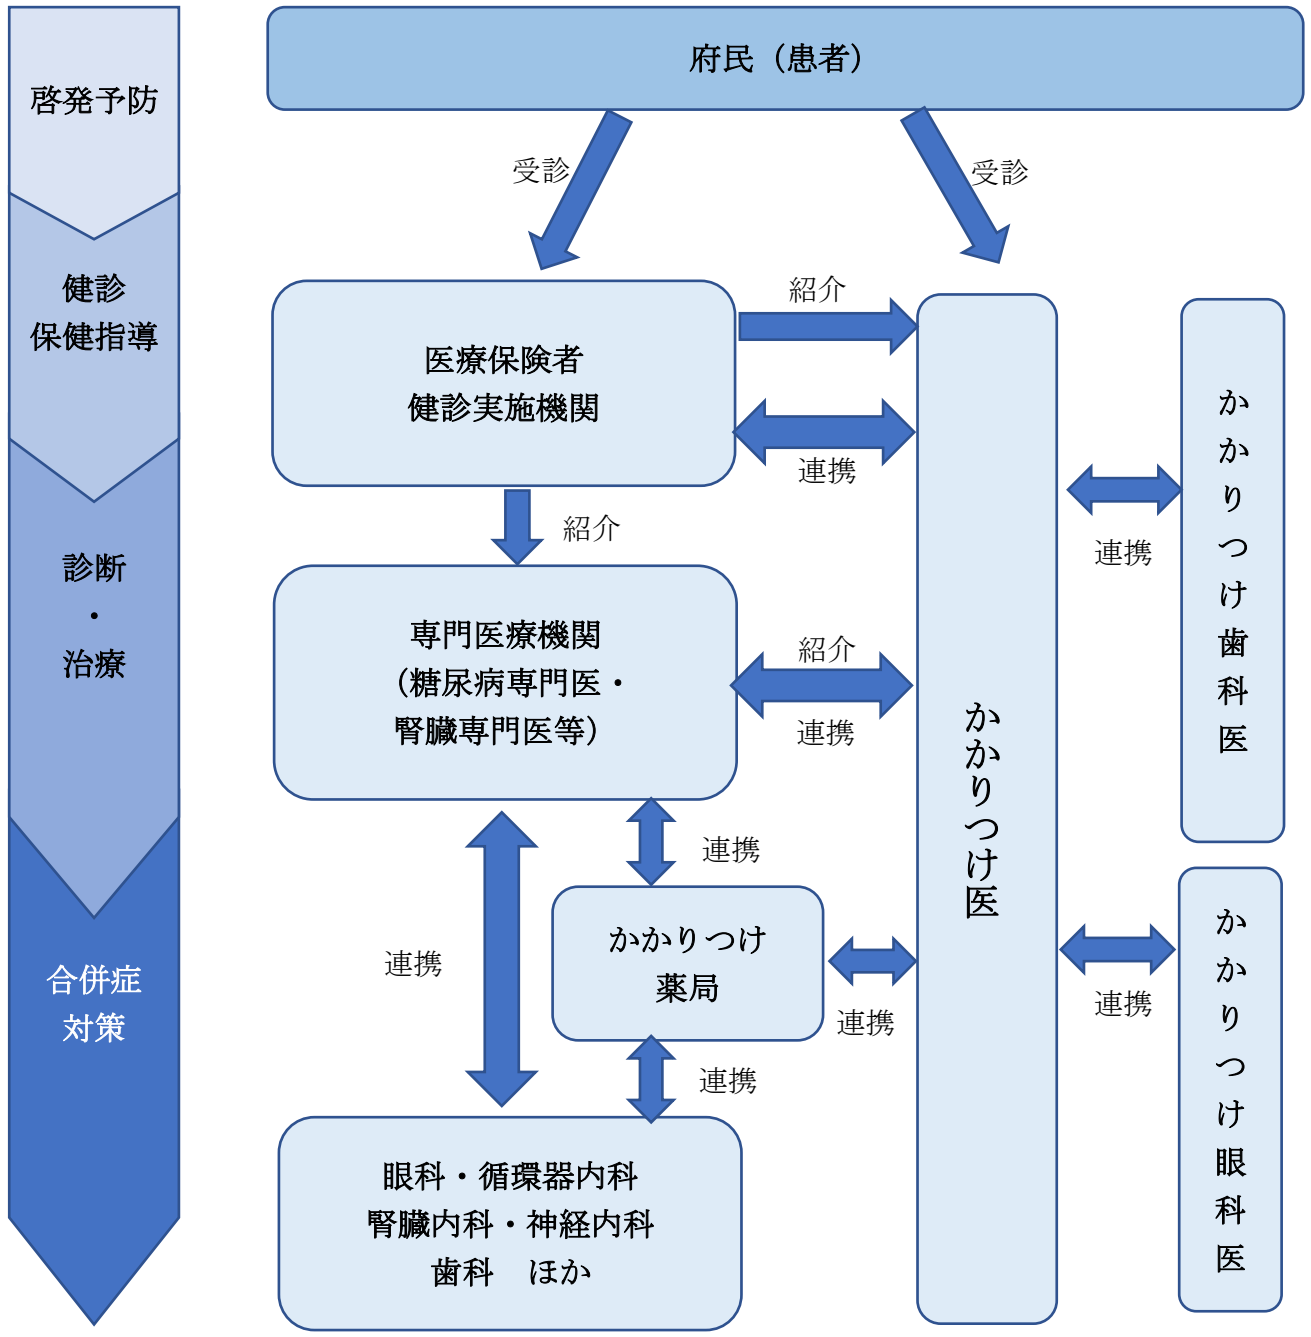 啓発予防
健診
保健指導
診断
・
治療
合併症
対策
府民（患者）
受診
受診
医療保険者
健診実施機関
紹介
連携
紹介
専門医療機関
（糖尿病専門医・
腎臓専門医等）
紹介
連携
連携
連携
かかりつけ
薬局
連携
連携
眼科・循環器内科
腎臓内科・神経内科
歯科　ほか
かかりつけ医
連携
かかりつけ歯科医
連携
かかりつけ眼科医